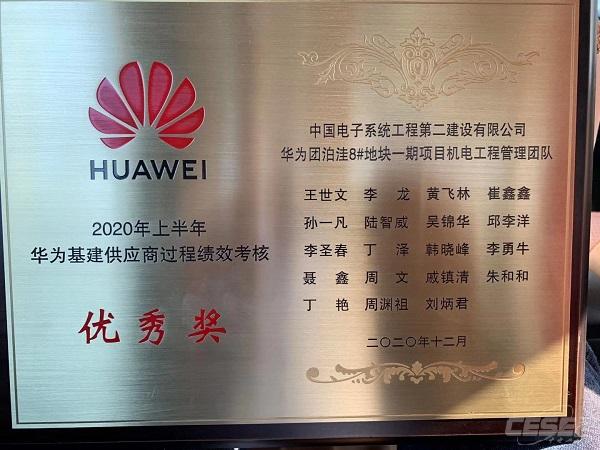 HUAWEI
2020年上半年
华为基建供应商过程绩效考核
优秀奖
中国电子系统工程第二建设有限公司
华为团泊洼8#地块一期项目机电工程管理团队
王世文 李 龙 黄飞林 崔鑫鑫
孙一凡 陆智威 吴锦华 邱李洋
李圣春 丁 泽 韩晓峰 李勇牛
聂 鑫 周 文 戚镇清 朱和和
丁 艳 周渊祖 刘炳君
二〇二〇年十二月